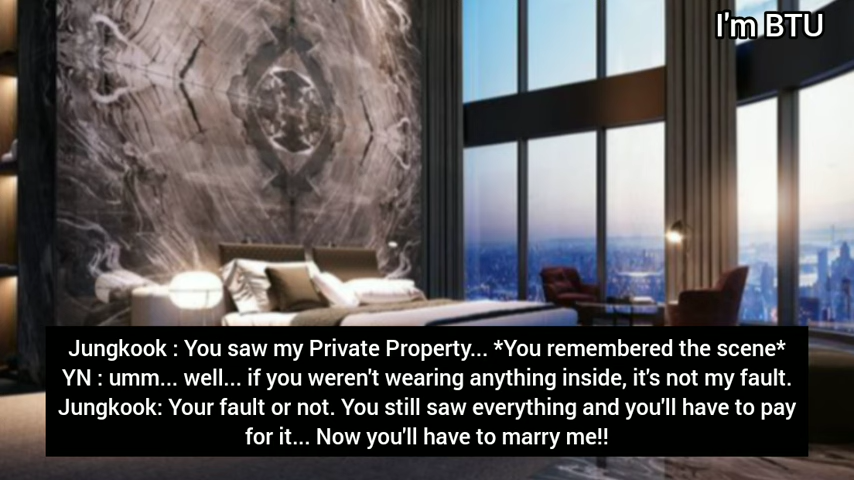 I'm BTU
Jungkook : You saw my Private Property... *You remembered the scene*
YN : umm... well... if you weren't wearing anything inside, it's not my fault.
Jungkook: Your fault or not. You still saw everything and you'll have to pay
for it... Now you'll have to marry me!!